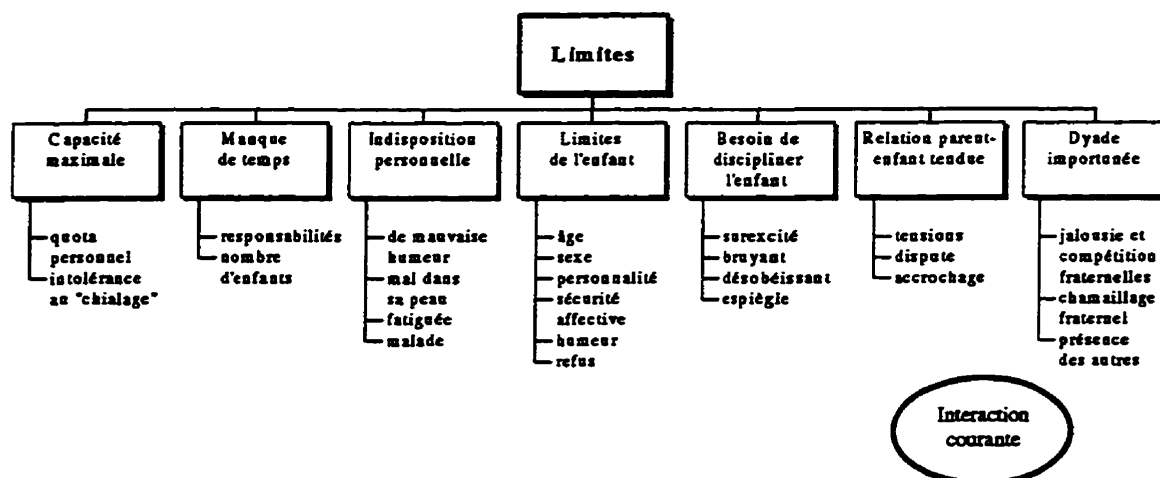 Limites
Capacité
maximale
quota
personnel
intolérance
au "chialage"
Manque
de temps
responsabilités
nombre
d'enfants
Indisposition
personnelle
de mauvaise
humeur
mal dans
sa peau
fatiguée
malade
Limites
de l'enfant
âge
sexe
personnalité
sécurité
affective
humeur
refus
Besoin de
discipliner
l'enfant
surexcité
bruyant
désobéissant
espiègle
Relation parent-
enfant tendue
tensions
dispute
accrochage
Dyade
importunée
jalousie et
compétition
fraternelles
chamaillage
fraternel
présence
des autres
Interaction
courante